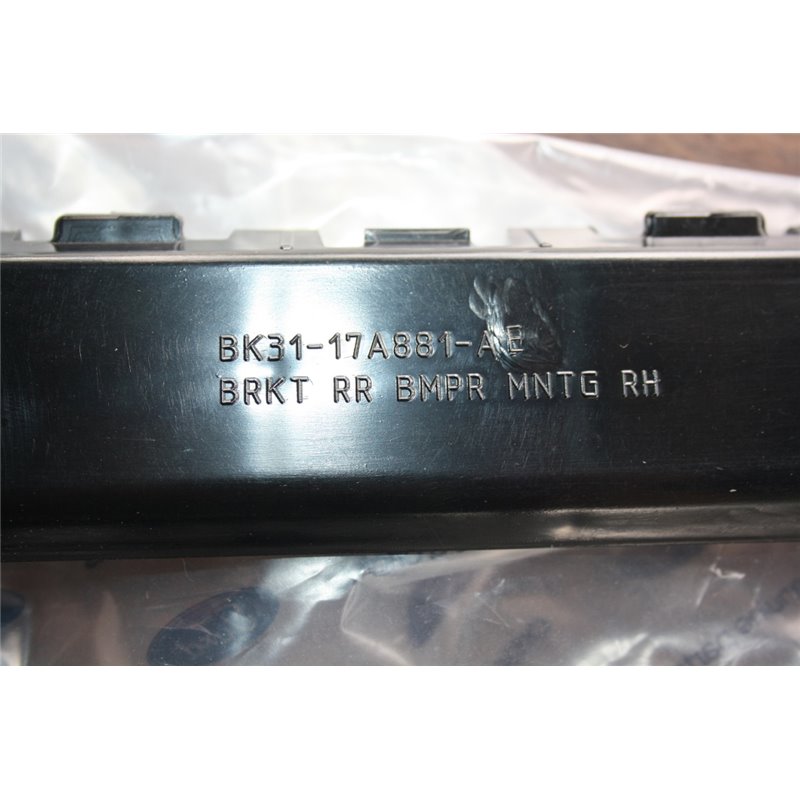 BK31-17A881-AE
BRKT RR BMPR MNTG RH